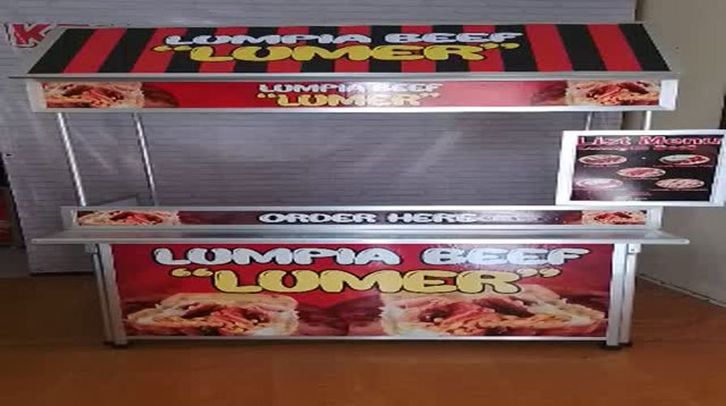 LUMPIA BEEF
"LUMER"
LUMPIA BEEF
"LUMER"
List Menu
ORDER HERE
LUMPIA BEEF
"LUMER"